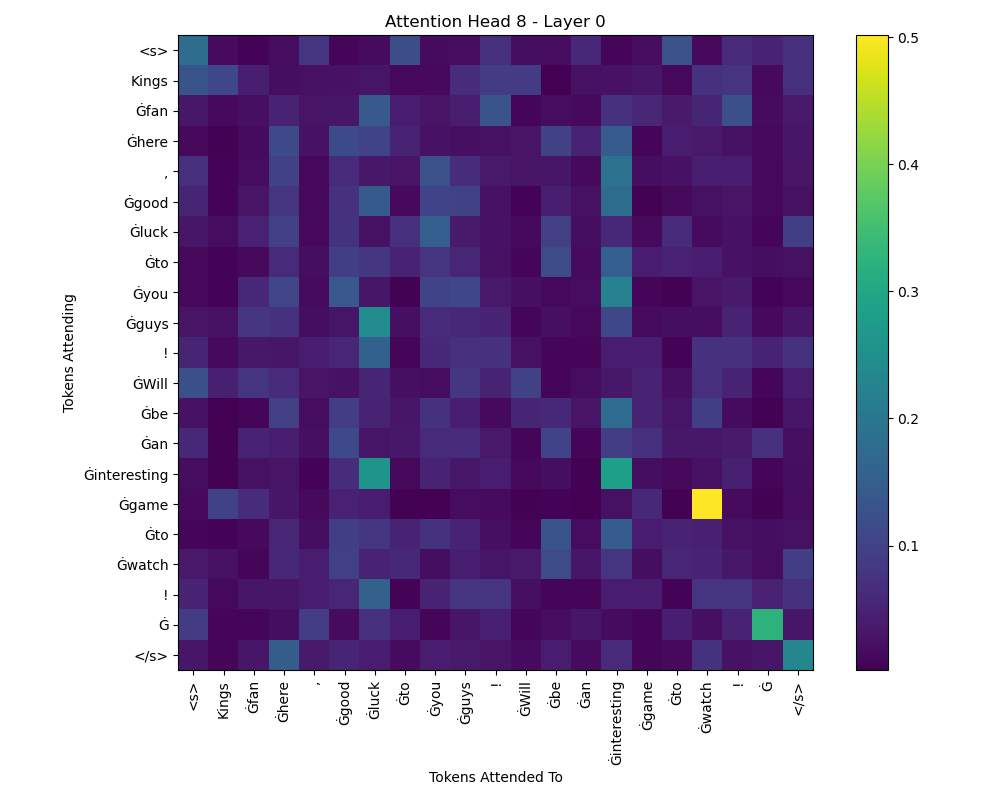 Attention Head 8 - Layer 0
Tokens Attending
<s>
Kings
Ġfan
Ġhere
,
Ġgood
Ġluck
Ġto
Ġyou
Ġguys
!
ĠWill
Ġbe
Ġan
Ġinteresting
Ġgame
Ġto
Ġwatch
!
Ġ
</s>
<s>
Kings
Ġfan
Ġhere
,
Ġgood
Ġluck
Ġto
Ġyou
Ġguys
!
ĠWill
Ġbe
Ġan
Ġinteresting
Ġgame
Ġto
Ġwatch
!
Ġ
</s>
Tokens Attended To
0.5
0.4
0.3
0.2
0.1